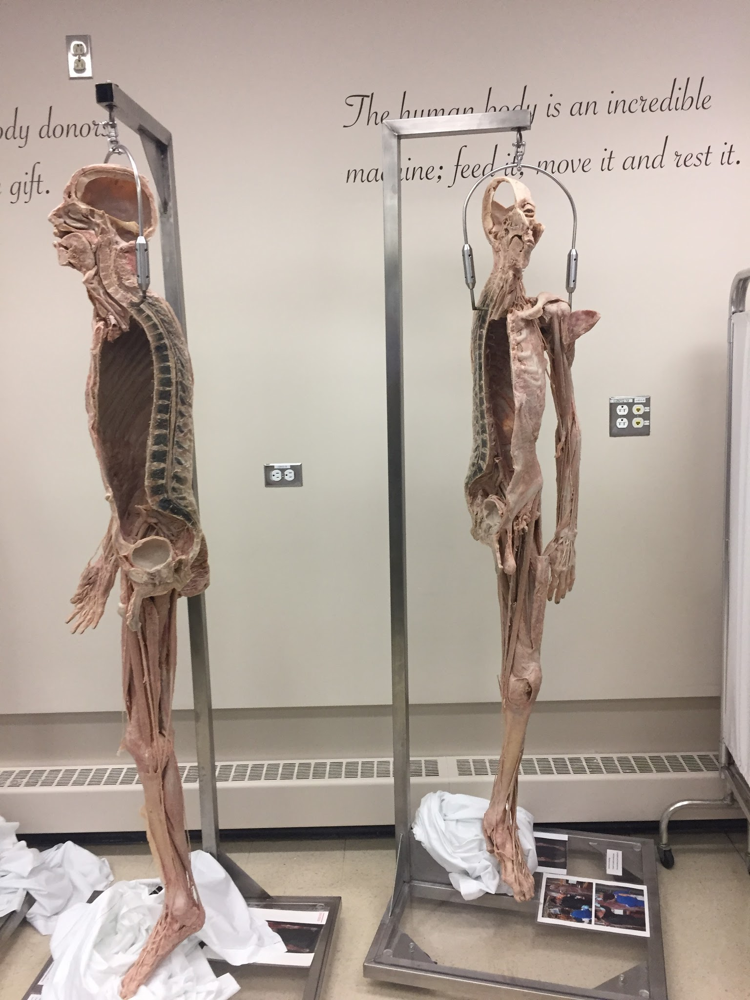 ody donors
gift.
The human body is an incredible
machine; feed it, move it and rest it.